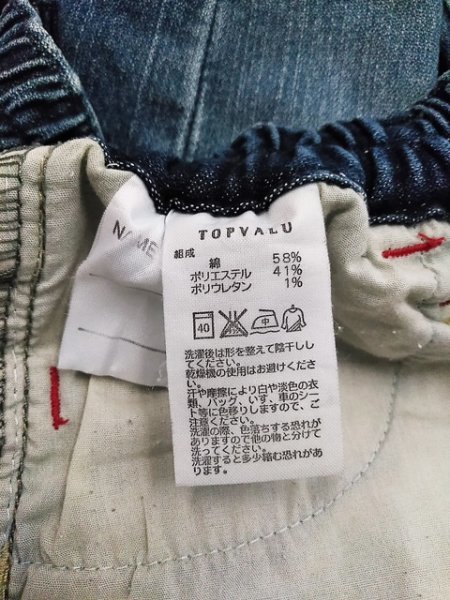 NAME
TOPVALU
組成
綿 58%
ポリエステル 41%
ポリウレタン 1%
40 中
洗濯後は形を整えて陰干しし
てください。
乾燥機の使用はお避けくださ
い。
汗や摩擦により白や淡色の衣
類、バッグ、いす、車のシー
ト等に色移りしますので、ご
注意ください。
洗濯の際、色落ちする恐れが
ありますので他の物と分けて
洗ってください。
洗濯すると多少縮む恐れがあ
ります。